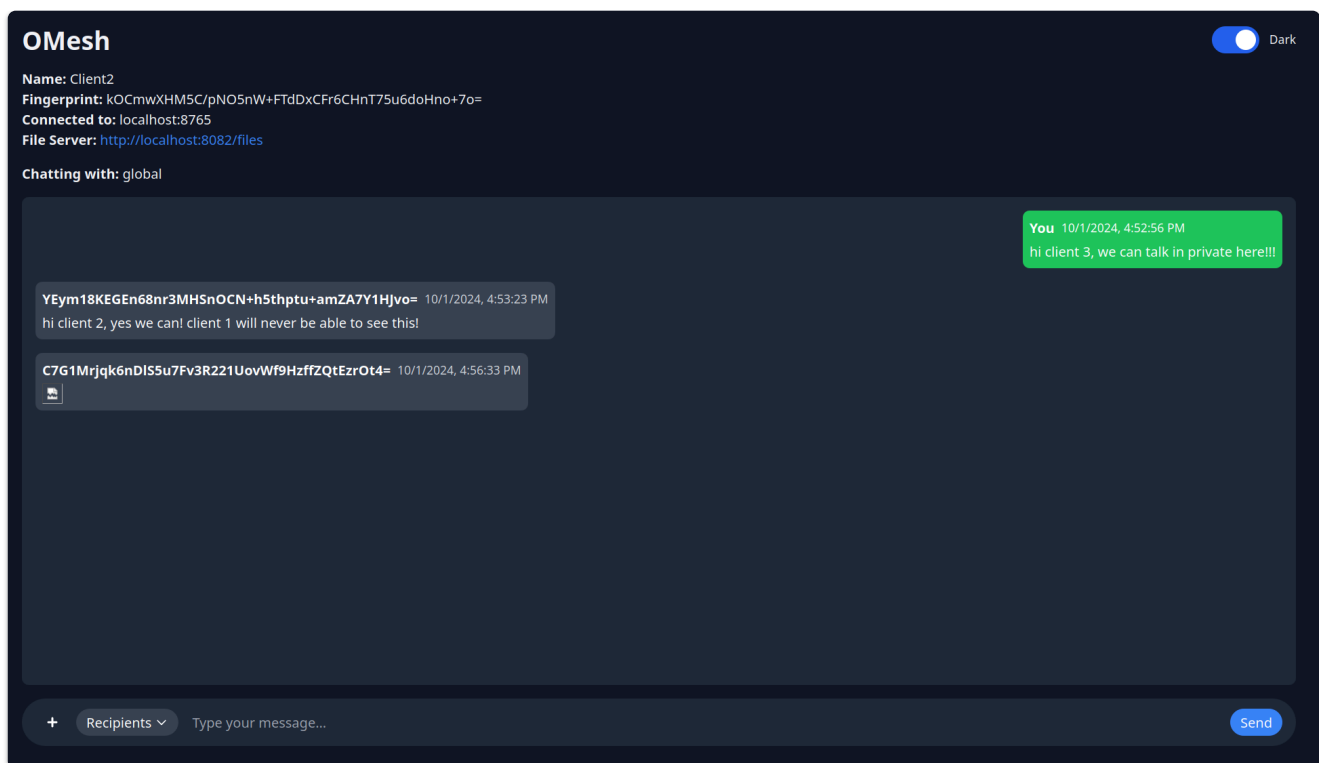 OMesh
Dark
Name: Client2
Fingerprint: kOCmwXHM5C/pNO5nW+FTdDxCFr6CHnT75u6doHno+7o=
Connected to: localhost:8765
File Server: http://localhost:8082/files
Chatting with: global
You 10/1/2024, 4:52:56 PM
hi client 3, we can talk in private here!!!
YEym18KEGEn68nr3MHSnOCN+h5thptu+amZA7Y1HJvo= 10/1/2024, 4:53:23 PM
hi client 2, yes we can! client 1 will never be able to see this!
C7G1Mrjqk6nDlS5u7Fv3R221UovWf9HzffZQtEzrOt4= 10/1/2024, 4:56:33 PM
+ Recipients Type your message... Send